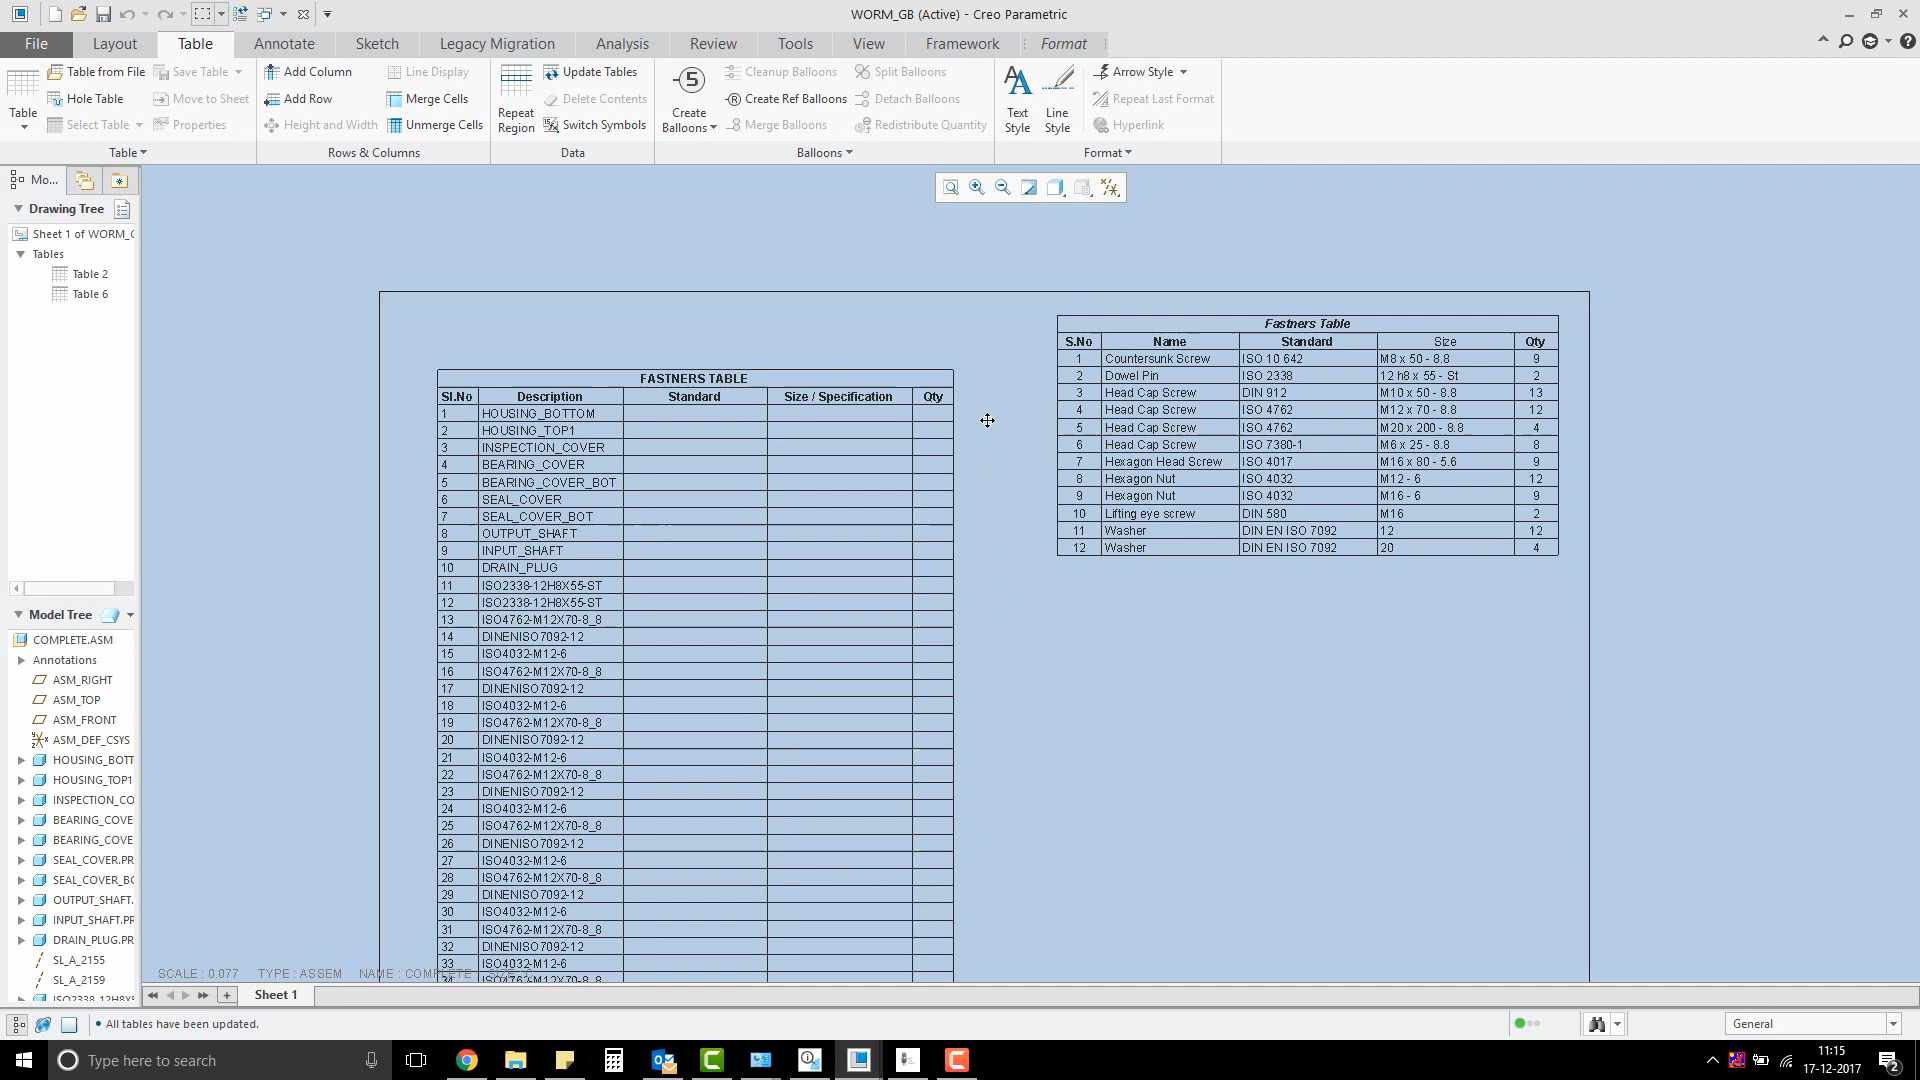 WORM_GB (Active) - Creo Parametric
File Layout Table Annotate Sketch Legacy Migration Analysis Review Tools View Framework Format
Table
Table from File Save Table
Hole Table Move to Sheet
Select Table Properties
Table
Add Column Line Display
Add Row Merge Cells
Height and Width Unmerge Cells
Rows & Columns
Repeat Region
Update Tables
Delete Contents
Switch Symbols
Data
Create Balloons
Cleanup Balloons Split Balloons
Create Ref Balloons Detach Balloons
Merge Balloons Redistribute Quantity
Balloons
Text Style
Line Style
Arrow Style
Repeat Last Format
Hyperlink
Format
Mo...
Drawing Tree
Sheet 1 of WORM_
Tables
Table 2
Table 6
Model Tree
COMPLETE.ASM
Annotations
ASM_RIGHT
ASM_TOP
ASM_FRONT
ASM_DEF_CSYS
HOUSING_BOTT
HOUSING_TOP1
INSPECTION_CO
BEARING_COVE
BEARING_COVE
SEAL_COVER.PR
SEAL_COVER_BO
OUTPUT_SHAFT.
INPUT_SHAFT.PR
DRAIN_PLUG.PR
SL_A_2155
SL_A_2159
FASTNERS TABLE
Sl.No Description Standard Size / Specification Qty
1 HOUSING_BOTTOM
2 HOUSING_TOP1
3 INSPECTION_COVER
4 BEARING_COVER
5 BEARING_COVER_BOT
6 SEAL_COVER
7 SEAL_COVER_BOT
8 OUTPUT_SHAFT
9 INPUT_SHAFT
10 DRAIN_PLUG
11 ISO2338-12H8X55-ST
12 ISO2338-12H8X55-ST
13 ISO4762-M12X70-8_8
14 DINENISO7092-12
15 ISO4032-M12-6
16 ISO4762-M12X70-8_8
17 DINENISO7092-12
18 ISO4032-M12-6
19 ISO4762-M12X70-8_8
20 DINENISO7092-12
21 ISO4032-M12-6
22 ISO4762-M12X70-8_8
23 DINENISO7092-12
24 ISO4032-M12-6
25 ISO4762-M12X70-8_8
26 DINENISO7092-12
27 ISO4032-M12-6
28 ISO4762-M12X70-8_8
29 DINENISO7092-12
30 ISO4032-M12-6
31 ISO4762-M12X70-8_8
32 DINENISO7092-12
33 ISO4032-M12-6
34 ISO4762-M12X70-8_8
Fastners Table
S.No Name Standard Size Qty
1 Countersunk Screw ISO 10 642 M8 x 50 - 8.8 9
2 Dowel Pin ISO 2338 12 h8 x 55 - St 2
3 Head Cap Screw DIN 912 M10 x 50 - 8.8 13
4 Head Cap Screw ISO 4762 M12 x 70 - 8.8 12
5 Head Cap Screw ISO 4762 M20 x 200 - 8.8 4
6 Head Cap Screw ISO 7380-1 M6 x 25 - 8.8 8
7 Hexagon Head Screw ISO 4017 M16 x 80 - 5.6 9
8 Hexagon Nut ISO 4032 M12 - 6 12
9 Hexagon Nut ISO 4032 M16 - 6 9
10 Lifting eye screw DIN 580 M16 2
11 Washer DIN EN ISO 7092 12 12
12 Washer DIN EN ISO 7092 20 4
SCALE : 0.077 TYPE : ASSEM NAME : COMPLETE
Sheet 1
• All tables have been updated.
General
Type here to search
11:15
17-12-2017
2